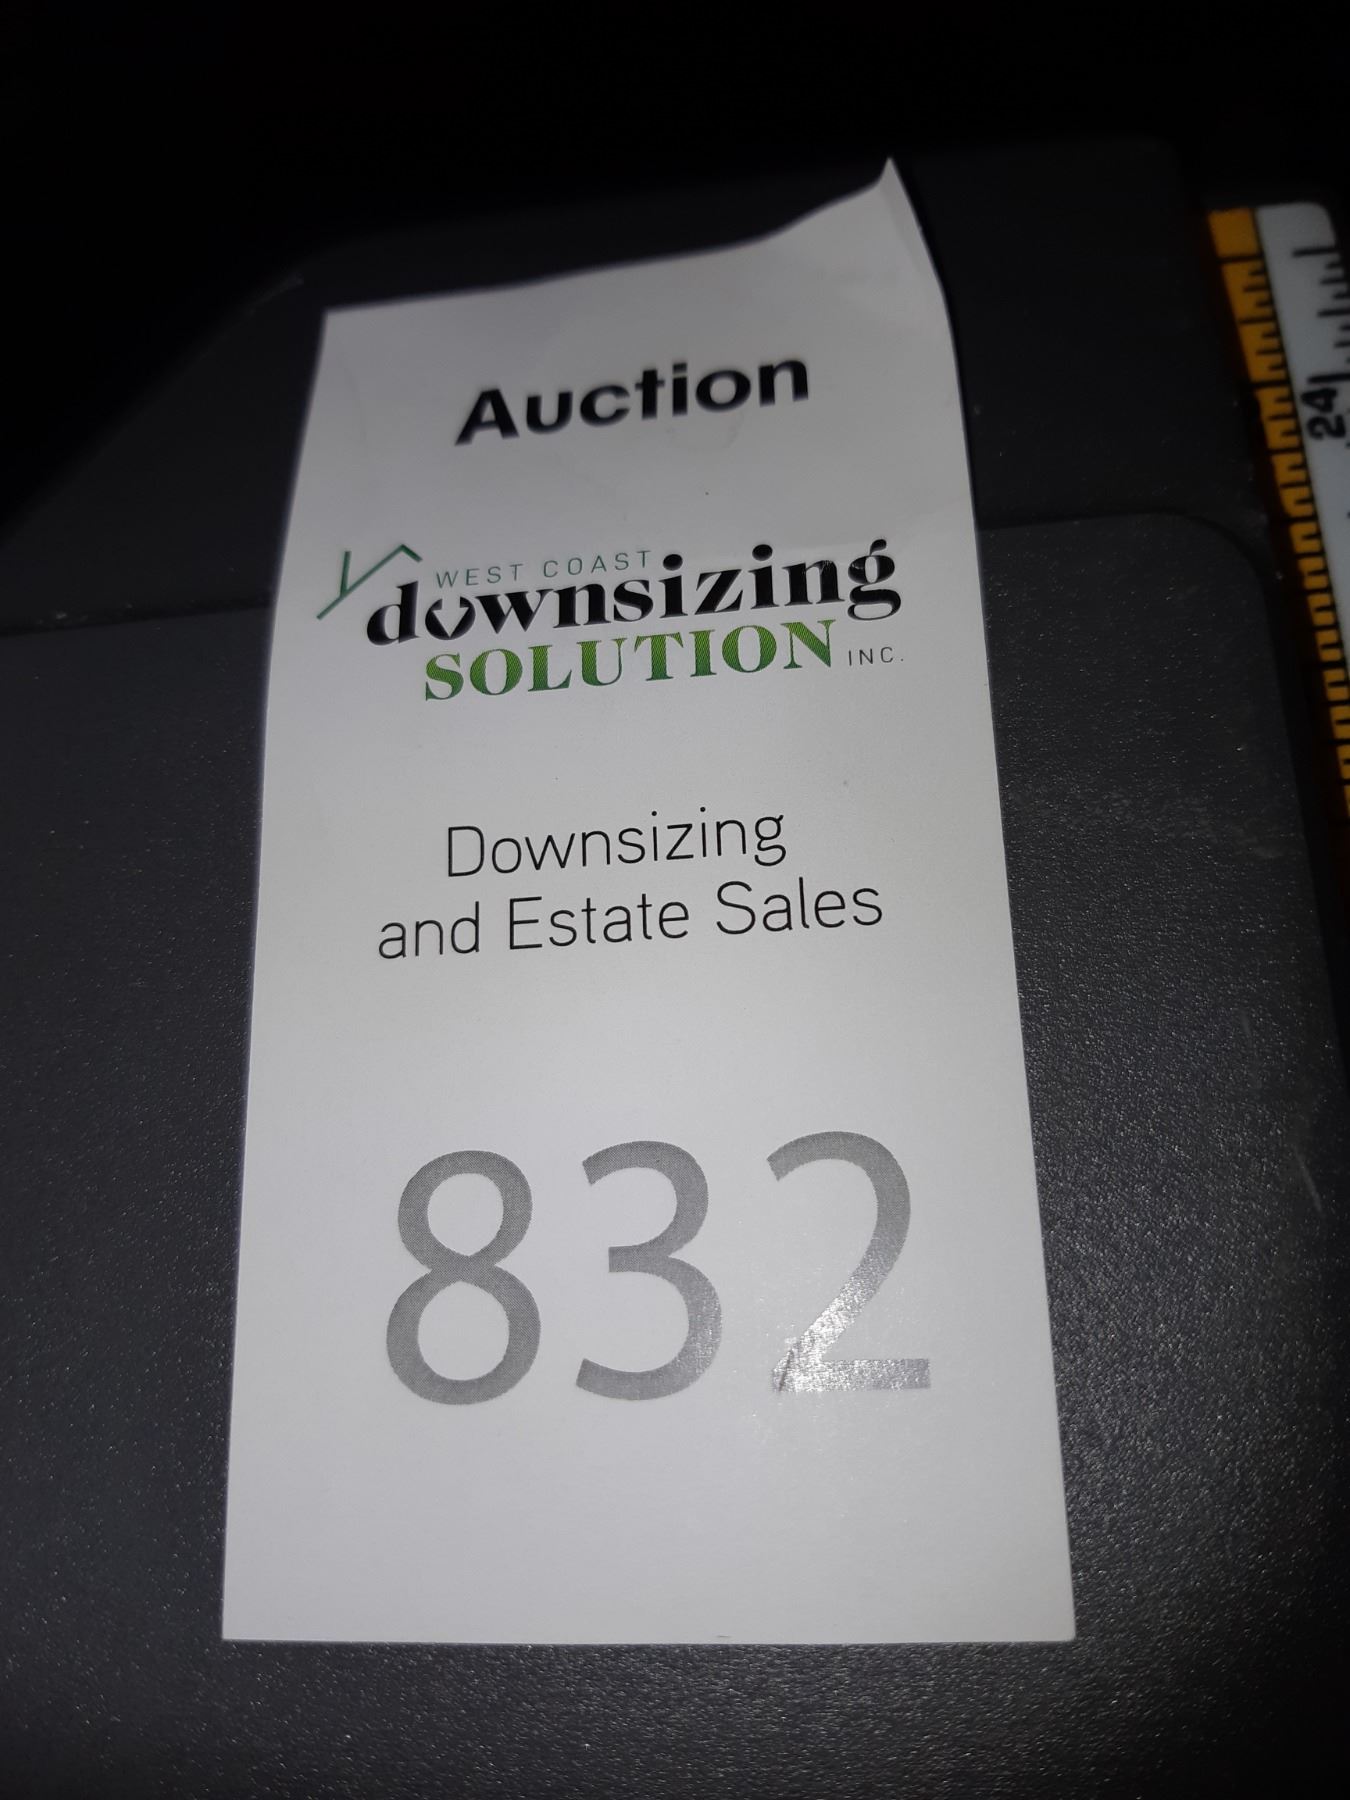 Auction
WEST COAST
downsizing
SOLUTION INC.
Downsizing
and Estate Sales
832
24